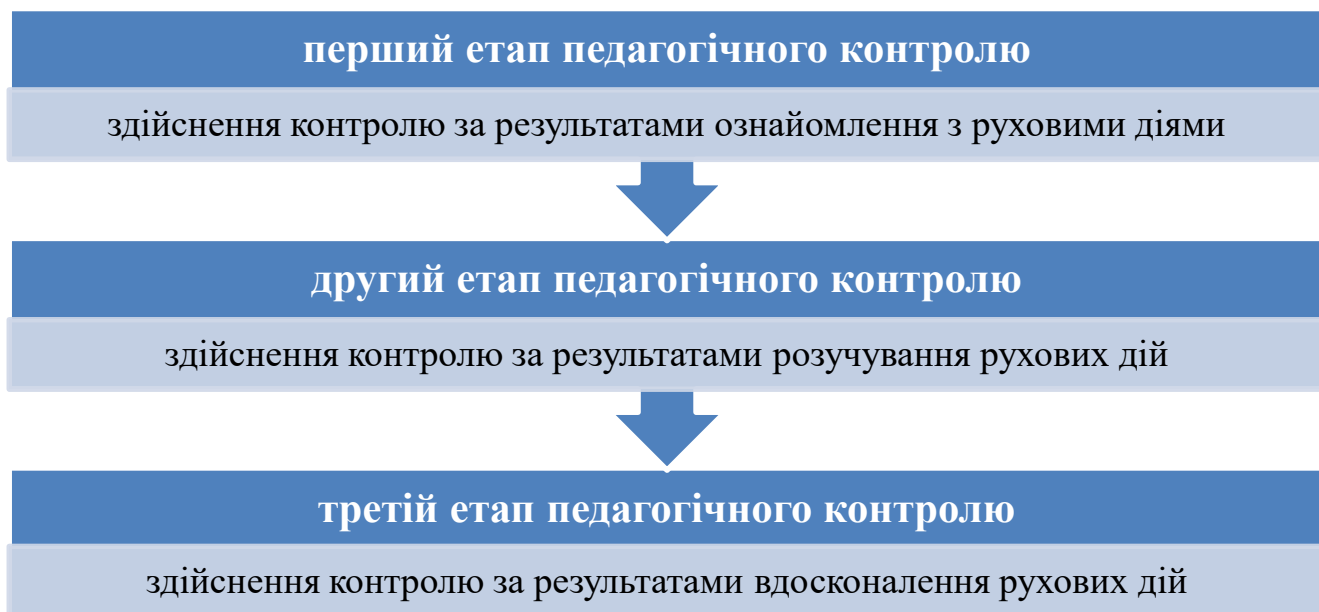 перший етап педагогічного контролю
здійснення контролю за результатами ознайомлення з руховими діями
другий етап педагогічного контролю
здійснення контролю за результатами розучування рухових дій
третій етап педагогічного контролю
здійснення контролю за результатами вдосконалення рухових дій